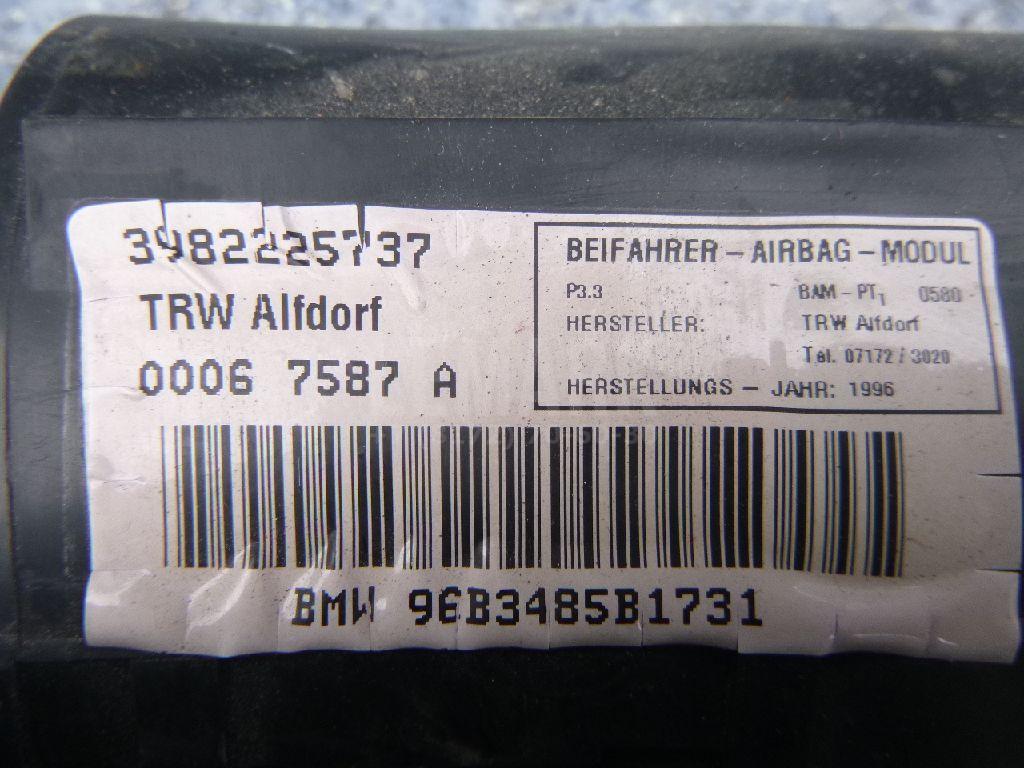 3982225737
TRW Alfdorf
0006 7587 A
BEIFAHRER – AIRBAG – MODUL
P3.3 BAM – PT1 0580
HERSTELLER: TRW Alfdorf
Tel. 07172 / 3020
HERSTELLUNGS – JAHR: 1996
BMW 96B3485B1731